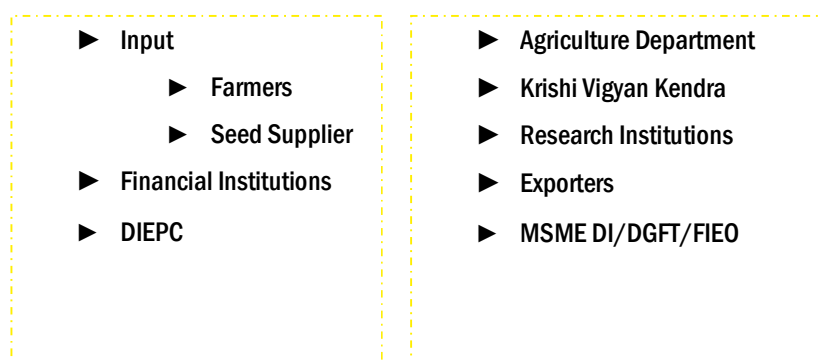 ► Input
► Farmers
► Seed Supplier
► Financial Institutions
► DIEPC
► Agriculture Department
► Krishi Vigyan Kendra
► Research Institutions
► Exporters
► MSME DI/DGFT/FIEO